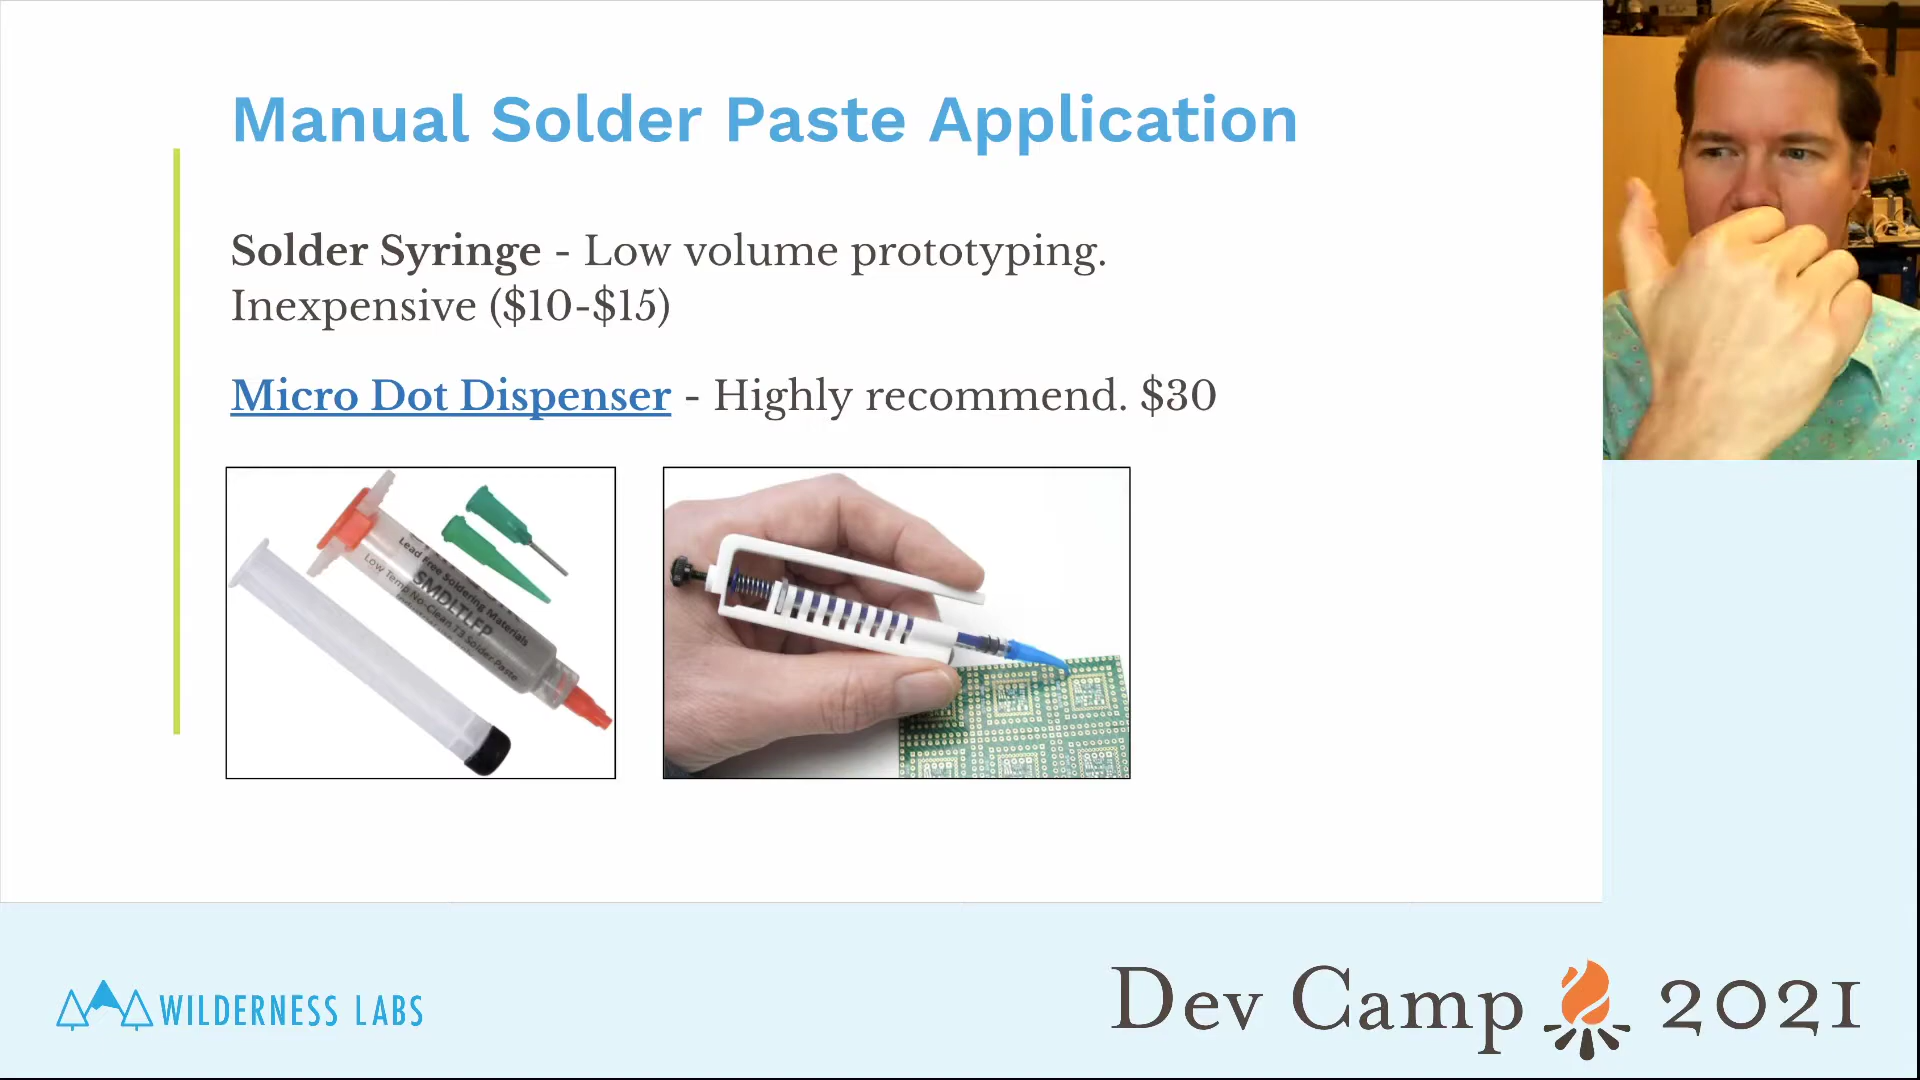 Manual Solder Paste Application
Solder Syringe - Low volume prototyping.
Inexpensive ($10-$15)
Micro Dot Dispenser - Highly recommend. $30
Lead Free Soldering Materials
SMDLTLFP
Low Temp No-Clean T3 Solder Paste
WILDERNESS LABS
Dev Camp 2021